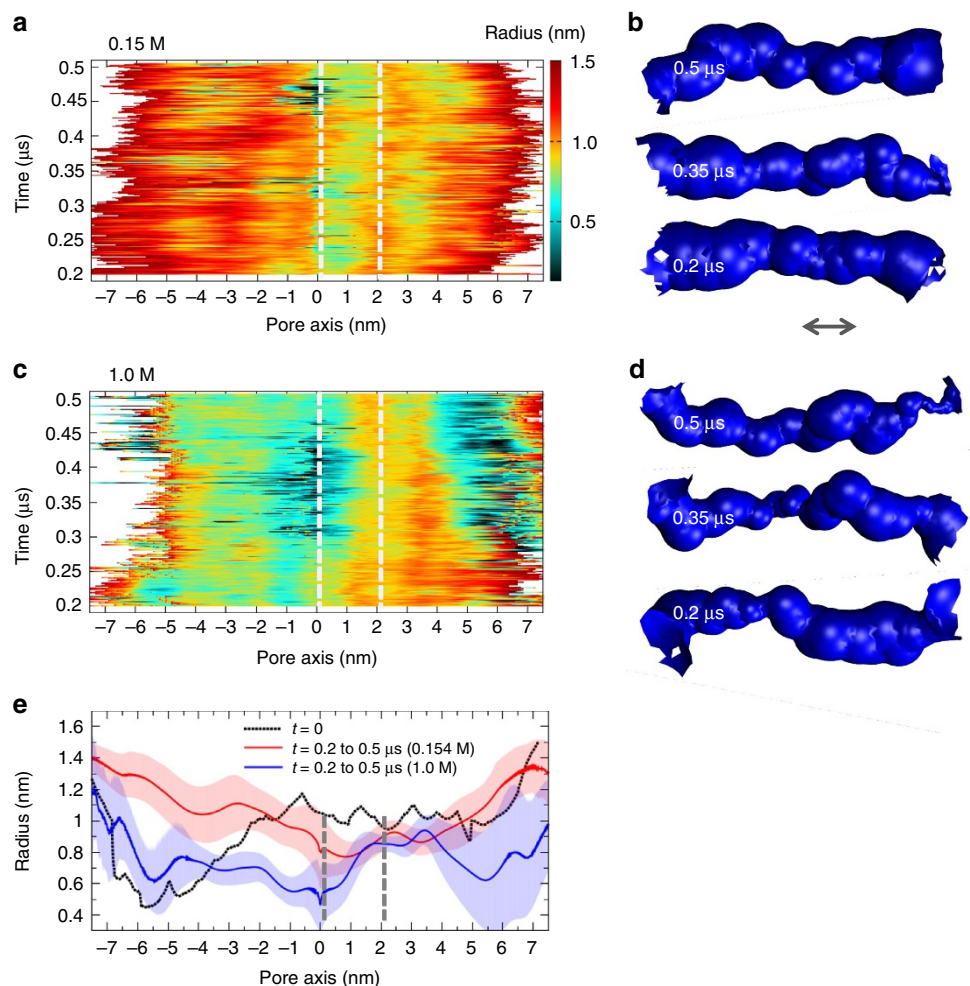 a
0.15 M
Radius (nm)
0.5
0.45
0.4
0.35
0.3
0.25
0.2
Time (μs)
–7 –6 –5 –4 –3 –2 –1 0 1 2 3 4 5 6 7
Pore axis (nm)
1.5
1.0
0.5
b
0.5 μs
0.35 μs
0.2 μs
c
1.0 M
0.5
0.45
0.4
0.35
0.3
0.25
0.2
Time (μs)
–7 –6 –5 –4 –3 –2 –1 0 1 2 3 4 5 6 7
Pore axis (nm)
d
0.5 μs
0.35 μs
0.2 μs
e
1.6
1.4
1.2
1
0.8
0.6
0.4
Radius (nm)
t = 0
t = 0.2 to 0.5 μs (0.154 M)
t = 0.2 to 0.5 μs (1.0 M)
–7 –6 –5 –4 –3 –2 –1 0 1 2 3 4 5 6 7
Pore axis (nm)